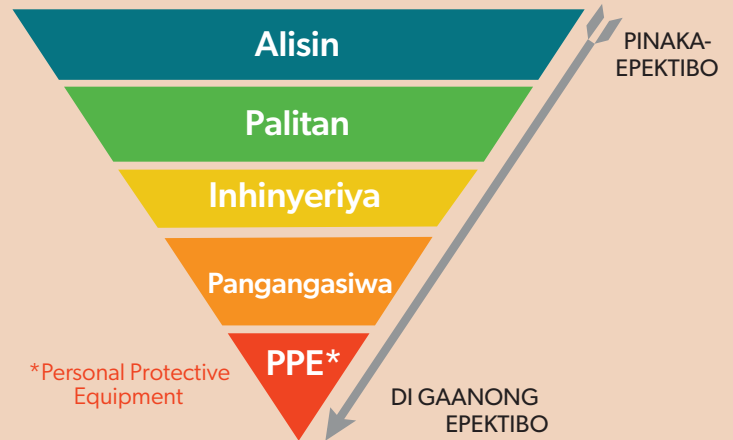 Alisin
PINAKA-
EPEKTIBO
Palitan
Inhinyeriya
Pangangasiwa
PPE*
*Personal Protective
Equipment
DI GAANONG
EPEKTIBO